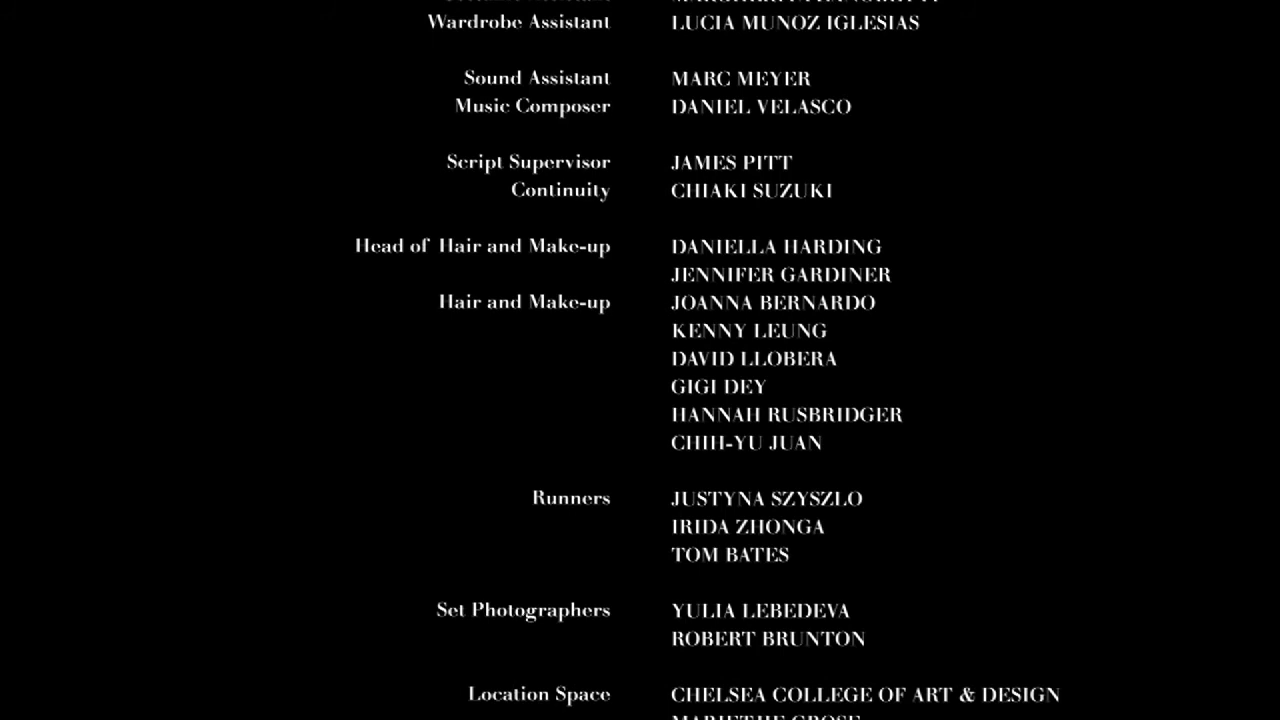 Wardrobe Assistant LUCIA MUNOZ IGLESIAS
Sound Assistant MARC MEYER
Music Composer DANIEL VELASCO
Script Supervisor JAMES PITT
Continuity CHIAKI SUZUKI
Head of Hair and Make-up DANIELLA HARDING
JENNIFER GARDINER
Hair and Make-up JOANNA BERNARDO
KENNY LEUNG
DAVID LLOBERA
GIGI DEY
HANNAH RUSBRIDGER
CHIH-YU JUAN
Runners JUSTYNA SZYSZLO
IRIDA ZHONGA
TOM BATES
Set Photographers YULIA LEBEDEVA
ROBERT BRUNTON
Location Space CHELSEA COLLEGE OF ART & DESIGN